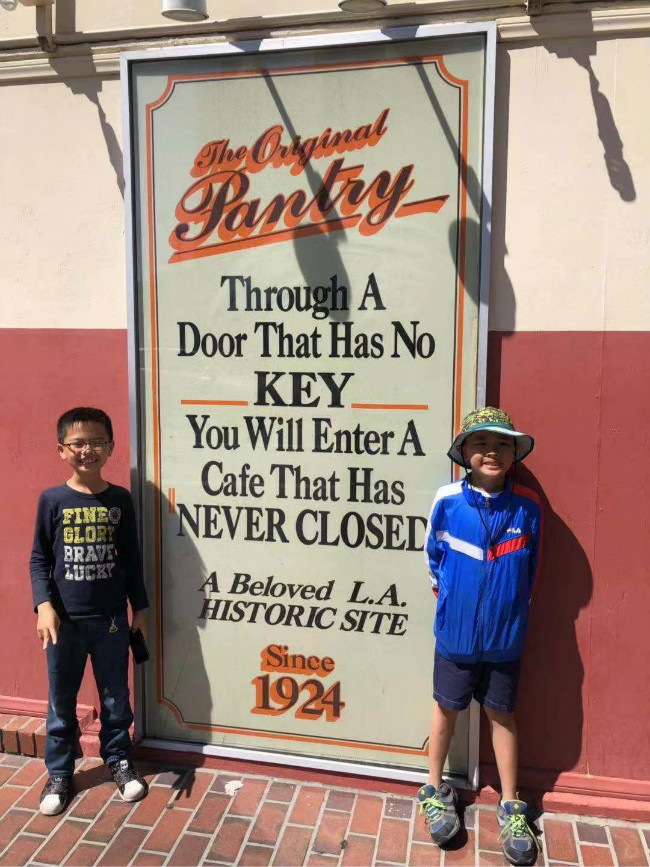 The Original
Pantry
Through A
Door That Has No
KEY
You Will Enter A
Cafe That Has
NEVER CLOSED
A Beloved L.A.
HISTORIC SITE
Since
1924
FINE
GLORY
BRAVE
LUCKY
FILA